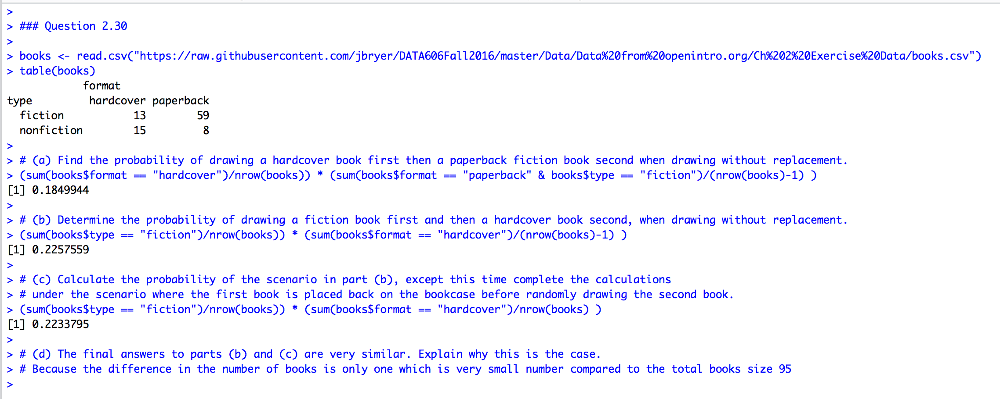 >
> ### Question 2.30
>
> books <- read.csv("https://raw.githubusercontent.com/jbryer/DATA606Fall2016/master/Data/Data%20from%20openintro.org/Ch%202%20Exercise%20Data/books.csv")
> table(books)
            format
type         hardcover paperback
  fiction           13        59
  nonfiction        15         8
>
> # (a) Find the probability of drawing a hardcover book first then a paperback fiction book second when drawing without replacement.
> (sum(books$format == "hardcover")/nrow(books)) * (sum(books$format == "paperback" & books$type == "fiction")/(nrow(books)-1) )
[1] 0.1849944
>
> # (b) Determine the probability of drawing a fiction book first and then a hardcover book second, when drawing without replacement.
> (sum(books$type == "fiction")/nrow(books)) * (sum(books$format == "hardcover")/(nrow(books)-1) )
[1] 0.2257559
>
> # (c) Calculate the probability of the scenario in part (b), except this time complete the calculations
> # under the scenario where the first book is placed back on the bookcase before randomly drawing the second book.
> (sum(books$type == "fiction")/nrow(books)) * (sum(books$format == "hardcover")/nrow(books) )
[1] 0.2233795
>
> # (d) The final answers to parts (b) and (c) are very similar. Explain why this is the case.
> # Because the difference in the number of books is only one which is very small number compared to the total books size 95
>